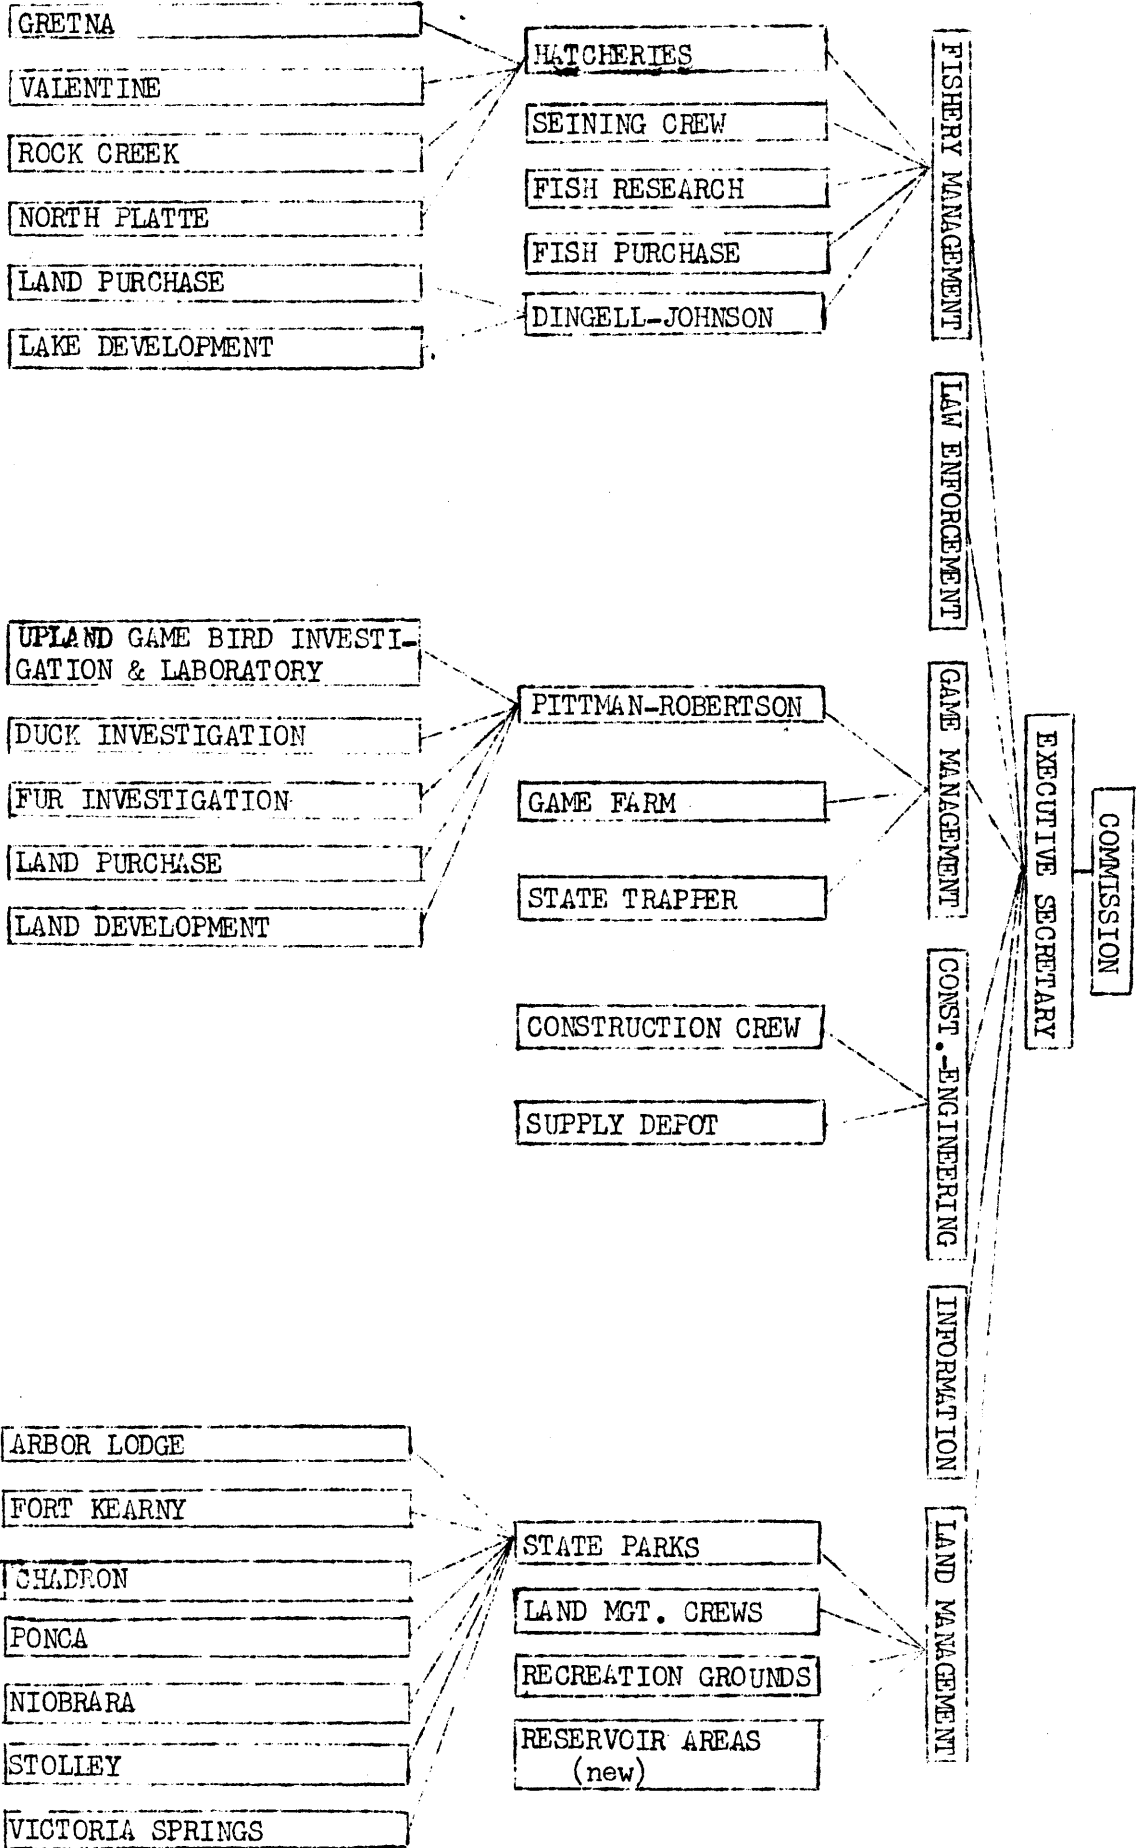 COMMISSION
EXECUTIVE SECRETARY
FISHERY MANAGEMENT
HATCHERIES
GRETNA
VALENTINE
ROCK CREEK
NORTH PLATTE
SEINING CREW
FISH RESEARCH
FISH PURCHASE
DINGELL-JOHNSON
LAND PURCHASE
LAKE DEVELOPMENT
LAW ENFORCEMENT
GAME MANAGEMENT
PITTMAN-ROBERTSON
UPLAND GAME BIRD INVESTI-
GATION & LABORATORY
DUCK INVESTIGATION
FUR INVESTIGATION
LAND PURCHASE
LAND DEVELOPMENT
GAME FARM
STATE TRAPPER
CONST.-ENGINEERING
CONSTRUCTION CREW
SUPPLY DEPOT
INFORMATION
LAND MANAGEMENT
STATE PARKS
ARBOR LODGE
FORT KEARNY
CHADRON
PONCA
NIOBRARA
STOLLEY
VICTORIA SPRINGS
LAND MGT. CREWS
RECREATION GROUNDS
RESERVOIR AREAS
(new)